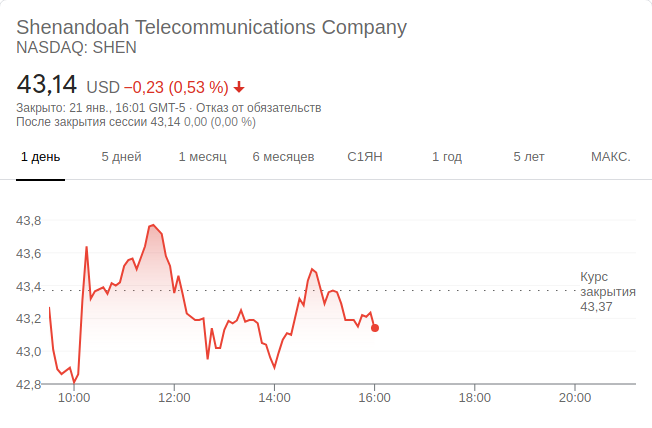 Shenandoah Telecommunications Company
NASDAQ: SHEN
43,14 USD −0,23 (0,53 %)
Закрыто: 21 янв., 16:01 GMT-5 · Отказ от обязательств
После закрытия сессии 43,14 0,00 (0,00 %)
1 день 5 дней 1 месяц 6 месяцев С1ЯН 1 год 5 лет МАКС.
43,8
43,6
43,4
43,2
43,0
42,8
Курс
закрытия
43,37
10:00 12:00 14:00 16:00 18:00 20:00